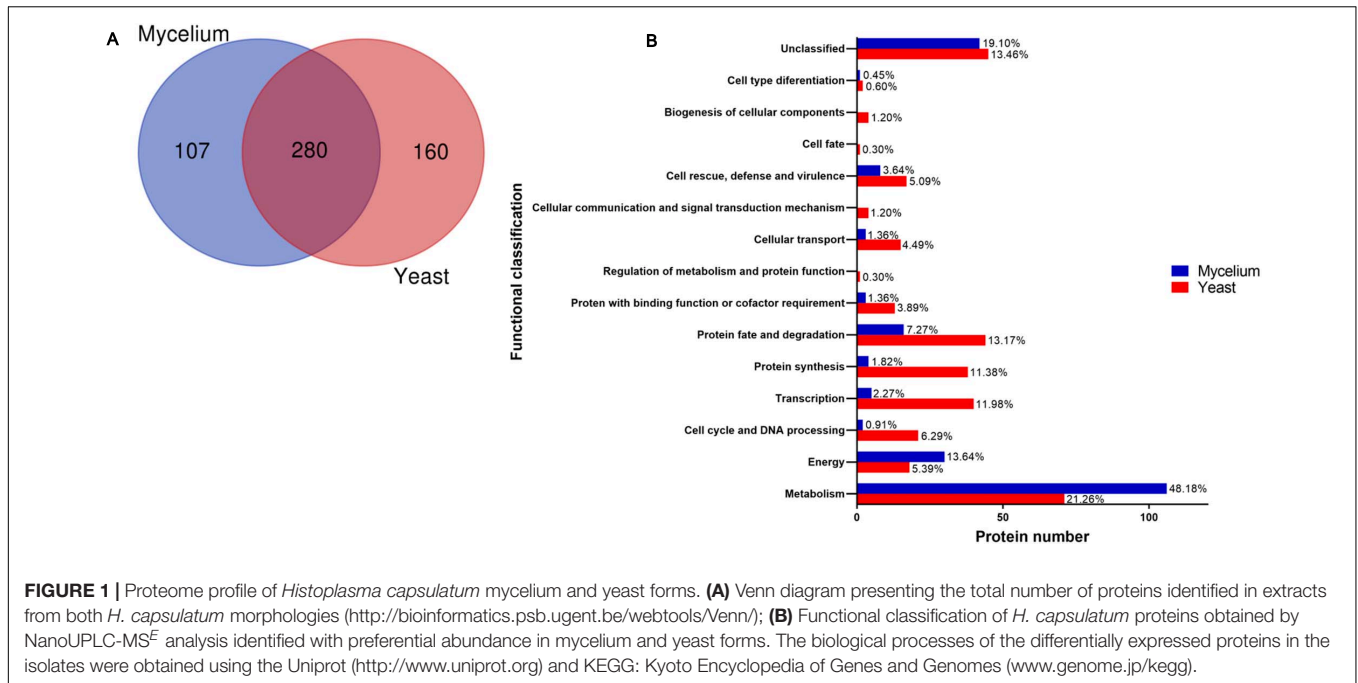 A
Mycelium
107
280
160
Yeast
B
Functional classification
Unclassified
19.10%
13.46%
Cell type diferentiation
0.45%
0.60%
Biogenesis of cellular components
1.20%
Cell fate
0.30%
Cell rescue, defense and virulence
3.64%
5.09%
Cellular communication and signal transduction mechanism
1.20%
Cellular transport
1.36%
4.49%
Regulation of metabolism and protein function
0.30%
Proten with binding function or cofactor requirement
1.36%
3.89%
Protein fate and degradation
7.27%
13.17%
Protein synthesis
1.82%
11.38%
Transcription
2.27%
11.98%
Cell cycle and DNA processing
0.91%
6.29%
Energy
13.64%
5.39%
Metabolism
48.18%
21.26%
0
50
100
Protein number
Mycelium
Yeast
FIGURE 1 | Proteome profile of Histoplasma capsulatum mycelium and yeast forms. (A) Venn diagram presenting the total number of proteins identified in extracts
from both H. capsulatum morphologies (http://bioinformatics.psb.ugent.be/webtools/Venn/); (B) Functional classification of H. capsulatum proteins obtained by
NanoUPLC-MSE analysis identified with preferential abundance in mycelium and yeast forms. The biological processes of the differentially expressed proteins in the
isolates were obtained using the Uniprot (http://www.uniprot.org) and KEGG: Kyoto Encyclopedia of Genes and Genomes (www.genome.jp/kegg).